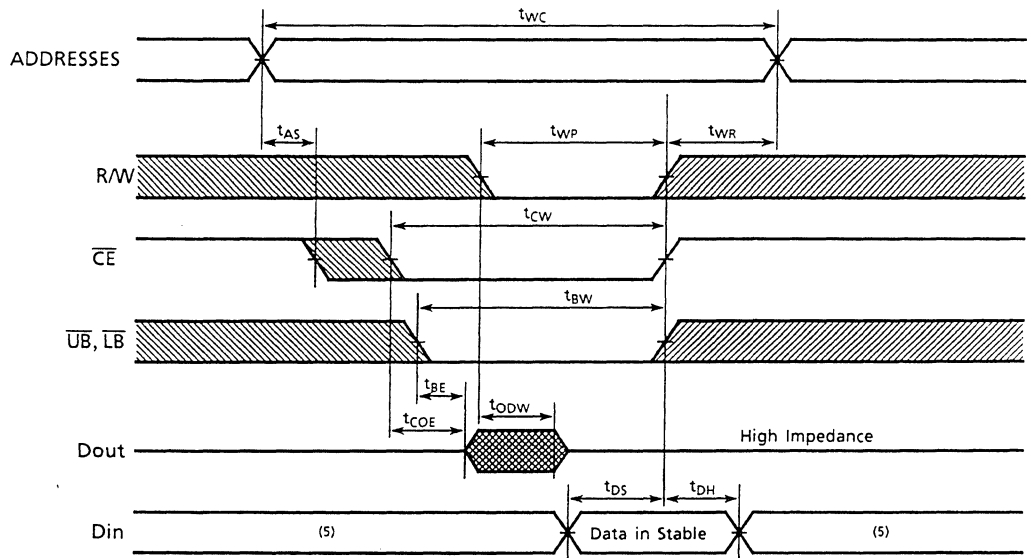 tWC
ADDRESSES
tAS
tWP
tWR
R/W
tCW
CE
tBW
UB, LB
tBE
tCOE
tODW
High Impedance
Dout
tDS
tDH
Din
(5)
Data in Stable
(5)